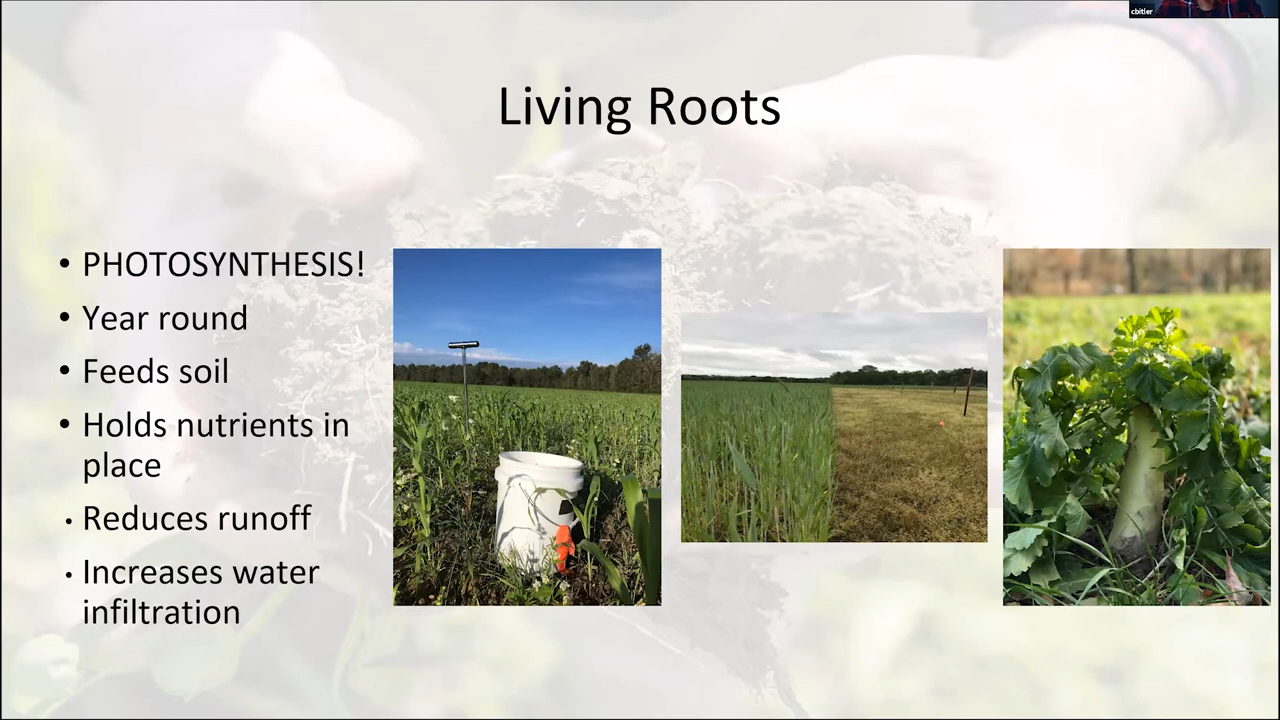 cbitler
Living Roots
• PHOTOSYNTHESIS!
• Year round
• Feeds soil
• Holds nutrients in
place
• Reduces runoff
• Increases water
infiltration